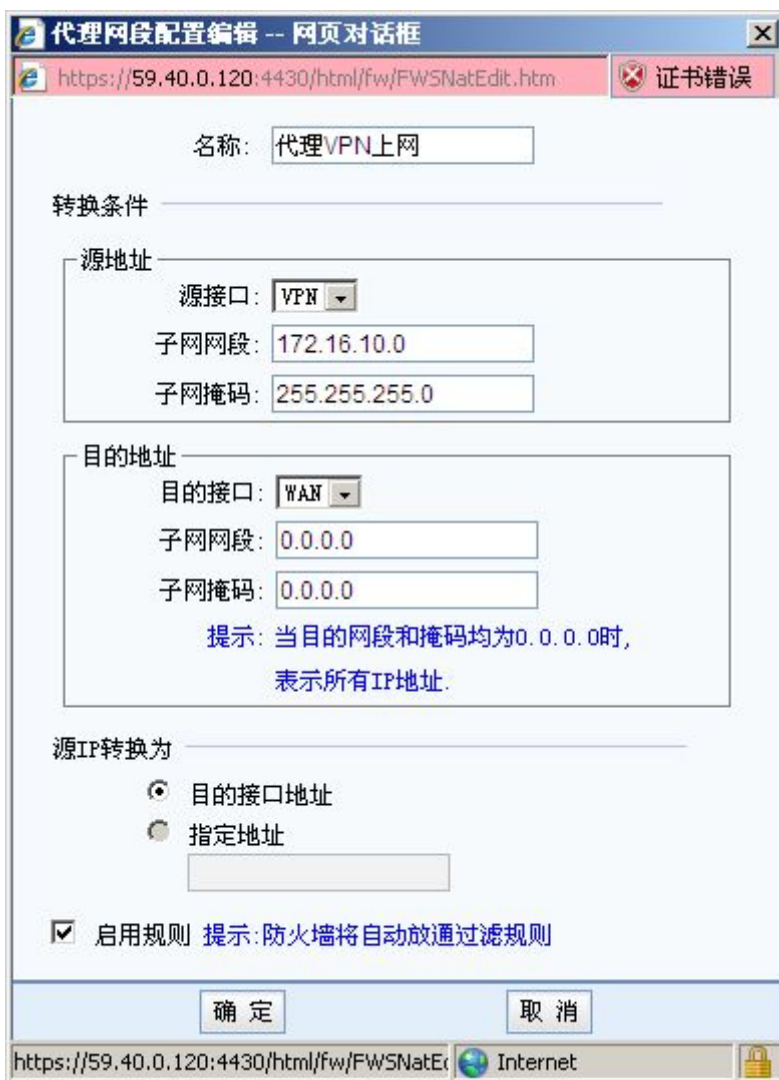 代理网段配置编辑 -- 网页对话框
https://59.40.0.120:4430/html/fw/FWSNatEdit.htm 证书错误
名称: 代理VPN上网
转换条件
源地址
源接口: VPN
子网网段: 172.16.10.0
子网掩码: 255.255.255.0
目的地址
目的接口: WAN
子网网段: 0.0.0.0
子网掩码: 0.0.0.0
提示: 当目的网段和掩码均为0.0.0.0时,
表示所有IP地址.
源IP转换为
目的接口地址
指定地址
启用规则 提示:防火墙将自动放通过滤规则
确 定 取 消
https://59.40.0.120:4430/html/fw/FWSNatEc Internet